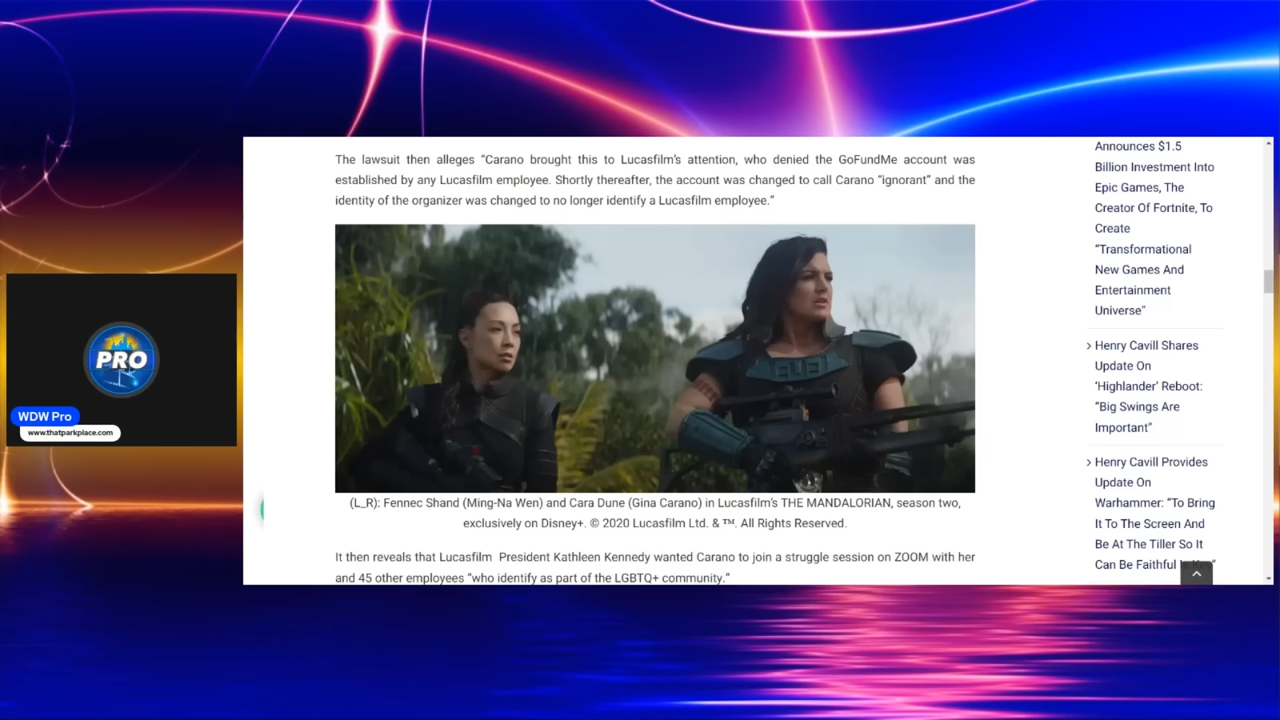 The lawsuit then alleges “Carano brought this to Lucasfilm’s attention, who denied the GoFundMe account was
established by any Lucasfilm employee. Shortly thereafter, the account was changed to call Carano “ignorant” and the
identity of the organizer was changed to no longer identify a Lucasfilm employee.”
(L_R): Fennec Shand (Ming-Na Wen) and Cara Dune (Gina Carano) in Lucasfilm’s THE MANDALORIAN, season two,
exclusively on Disney+. © 2020 Lucasfilm Ltd. & ™. All Rights Reserved.
It then reveals that Lucasfilm President Kathleen Kennedy wanted Carano to join a struggle session on ZOOM with her
and 45 other employees “who identify as part of the LGBTQ+ community.”
Announces $1.5
Billion Investment Into
Epic Games, The
Creator Of Fortnite, To
Create
“Transformational
New Games And
Entertainment
Universe”
Henry Cavill Shares
Update On
‘Highlander’ Reboot:
“Big Swings Are
Important”
Henry Cavill Provides
Update On
Warhammer: “To Bring
It To The Screen And
Be At The Tiller So It
Can Be Faithful
PRO
WDW Pro
www.thatparkplace.com